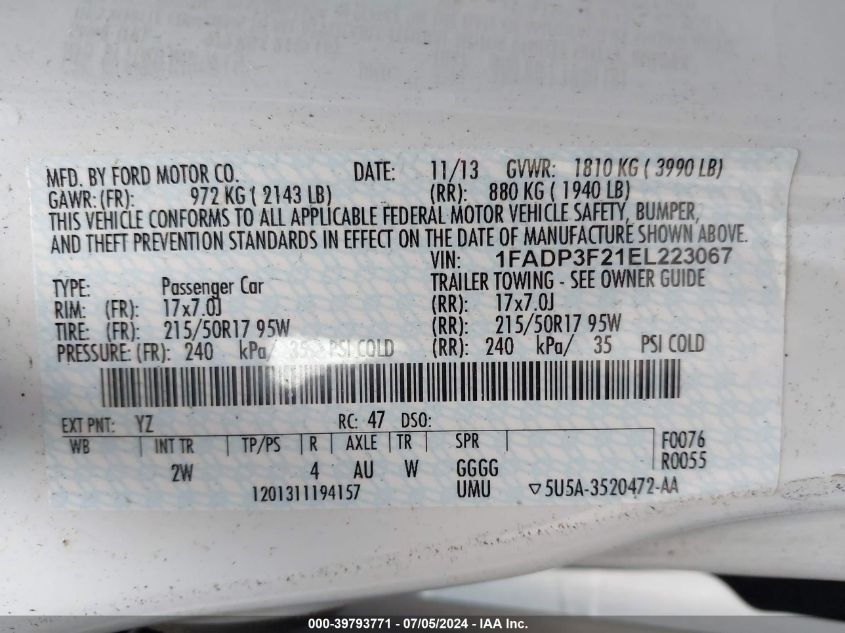 MFD. BY FORD MOTOR CO. DATE: 11/13 GVWR: 1810 KG ( 3990 LB)
GAWR:(FR): 972 KG ( 2143 LB) (RR): 880 KG ( 1940 LB)
THIS VEHICLE CONFORMS TO ALL APPLICABLE FEDERAL MOTOR VEHICLE SAFETY, BUMPER,
AND THEFT PREVENTION STANDARDS IN EFFECT ON THE DATE OF MANUFACTURE SHOWN ABOVE.
VIN: 1FADP3F21EL223067
TYPE: Passenger Car TRAILER TOWING - SEE OWNER GUIDE
RIM: (FR): 17x7.0J (RR): 17x7.0J
TIRE: (FR): 215/50R17 95W (RR): 215/50R17 95W
PRESSURE: (FR): 240 kPa/ 35 PSI COLD (RR): 240 kPa/ 35 PSI COLD
EXT PNT: YZ RC: 47 DSO:
WB INT TR TP/PS R AXLE TR SPR F0076
2W 4 AU W GGGG R0055
1201311194157 UMU ▽5U5A-3520472-AA
000-39793771 - 07/05/2024 - IAA Inc.